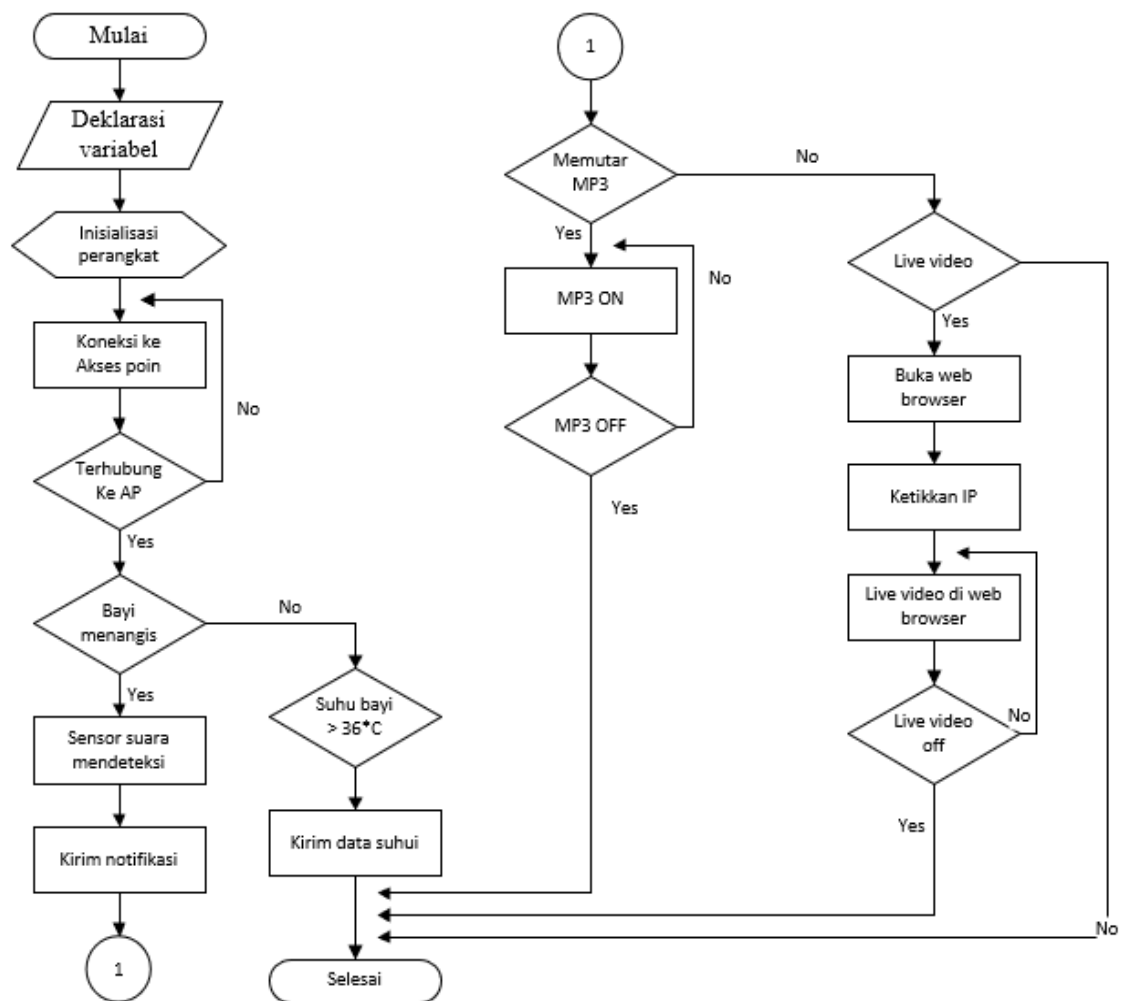 Mulai
Deklarasi
variabel
Inisialisasi
perangkat
Koneksi ke
Akses poin
No
Terhubung
Ke AP
Yes
Bayi
menangis
No
Yes
Sensor suara
mendeteksi
Kirim notifikasi
1
Suhu bayi
> 36*C
Kirim data suhui
Selesai
1
Memutar
MP3
No
Yes
MP3 ON
No
MP3 OFF
Yes
Live video
Yes
Buka web
browser
Ketikkan IP
Live video di web
browser
Live video
off
No
Yes
No